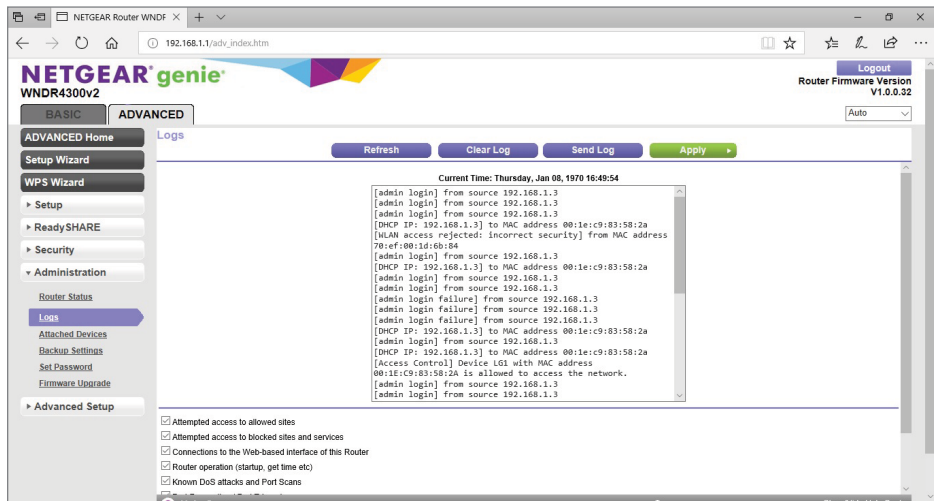 NETGEAR Router WNDR
192.168.1.1/adv_index.htm
NETGEAR® genie®
WNDR4300v2
Logout
Router Firmware Version
V1.0.0.32
BASIC
ADVANCED
Auto
ADVANCED Home
Setup Wizard
WPS Wizard
Setup
ReadySHARE
Security
Administration
Router Status
Logs
Attached Devices
Backup Settings
Set Password
Firmware Upgrade
Advanced Setup
Logs
Refresh
Clear Log
Send Log
Apply
Current Time: Thursday, Jan 08, 1970 16:49:54
[admin login] from source 192.168.1.3
[admin login] from source 192.168.1.3
[admin login] from source 192.168.1.3
[DHCP IP: 192.168.1.3] to MAC address 00:1e:c9:83:58:2a
[WLAN access rejected: incorrect security] from MAC address
70:ef:00:1d:6b:84
[admin login] from source 192.168.1.3
[DHCP IP: 192.168.1.3] to MAC address 00:1e:c9:83:58:2a
[admin login] from source 192.168.1.3
[admin login] from source 192.168.1.3
[admin login failure] from source 192.168.1.3
[admin login failure] from source 192.168.1.3
[admin login failure] from source 192.168.1.3
[DHCP IP: 192.168.1.3] to MAC address 00:1e:c9:83:58:2a
[admin login] from source 192.168.1.3
[DHCP IP: 192.168.1.3] to MAC address 00:1e:c9:83:58:2a
[Access Control] Device LG1 with MAC address
00:1E:C9:83:58:2A is allowed to access the network.
[admin login] from source 192.168.1.3
[admin login] from source 192.168.1.3
Attempted access to allowed sites
Attempted access to blocked sites and services
Connections to the Web-based interface of this Router
Router operation (startup, get time etc)
Known DoS attacks and Port Scans